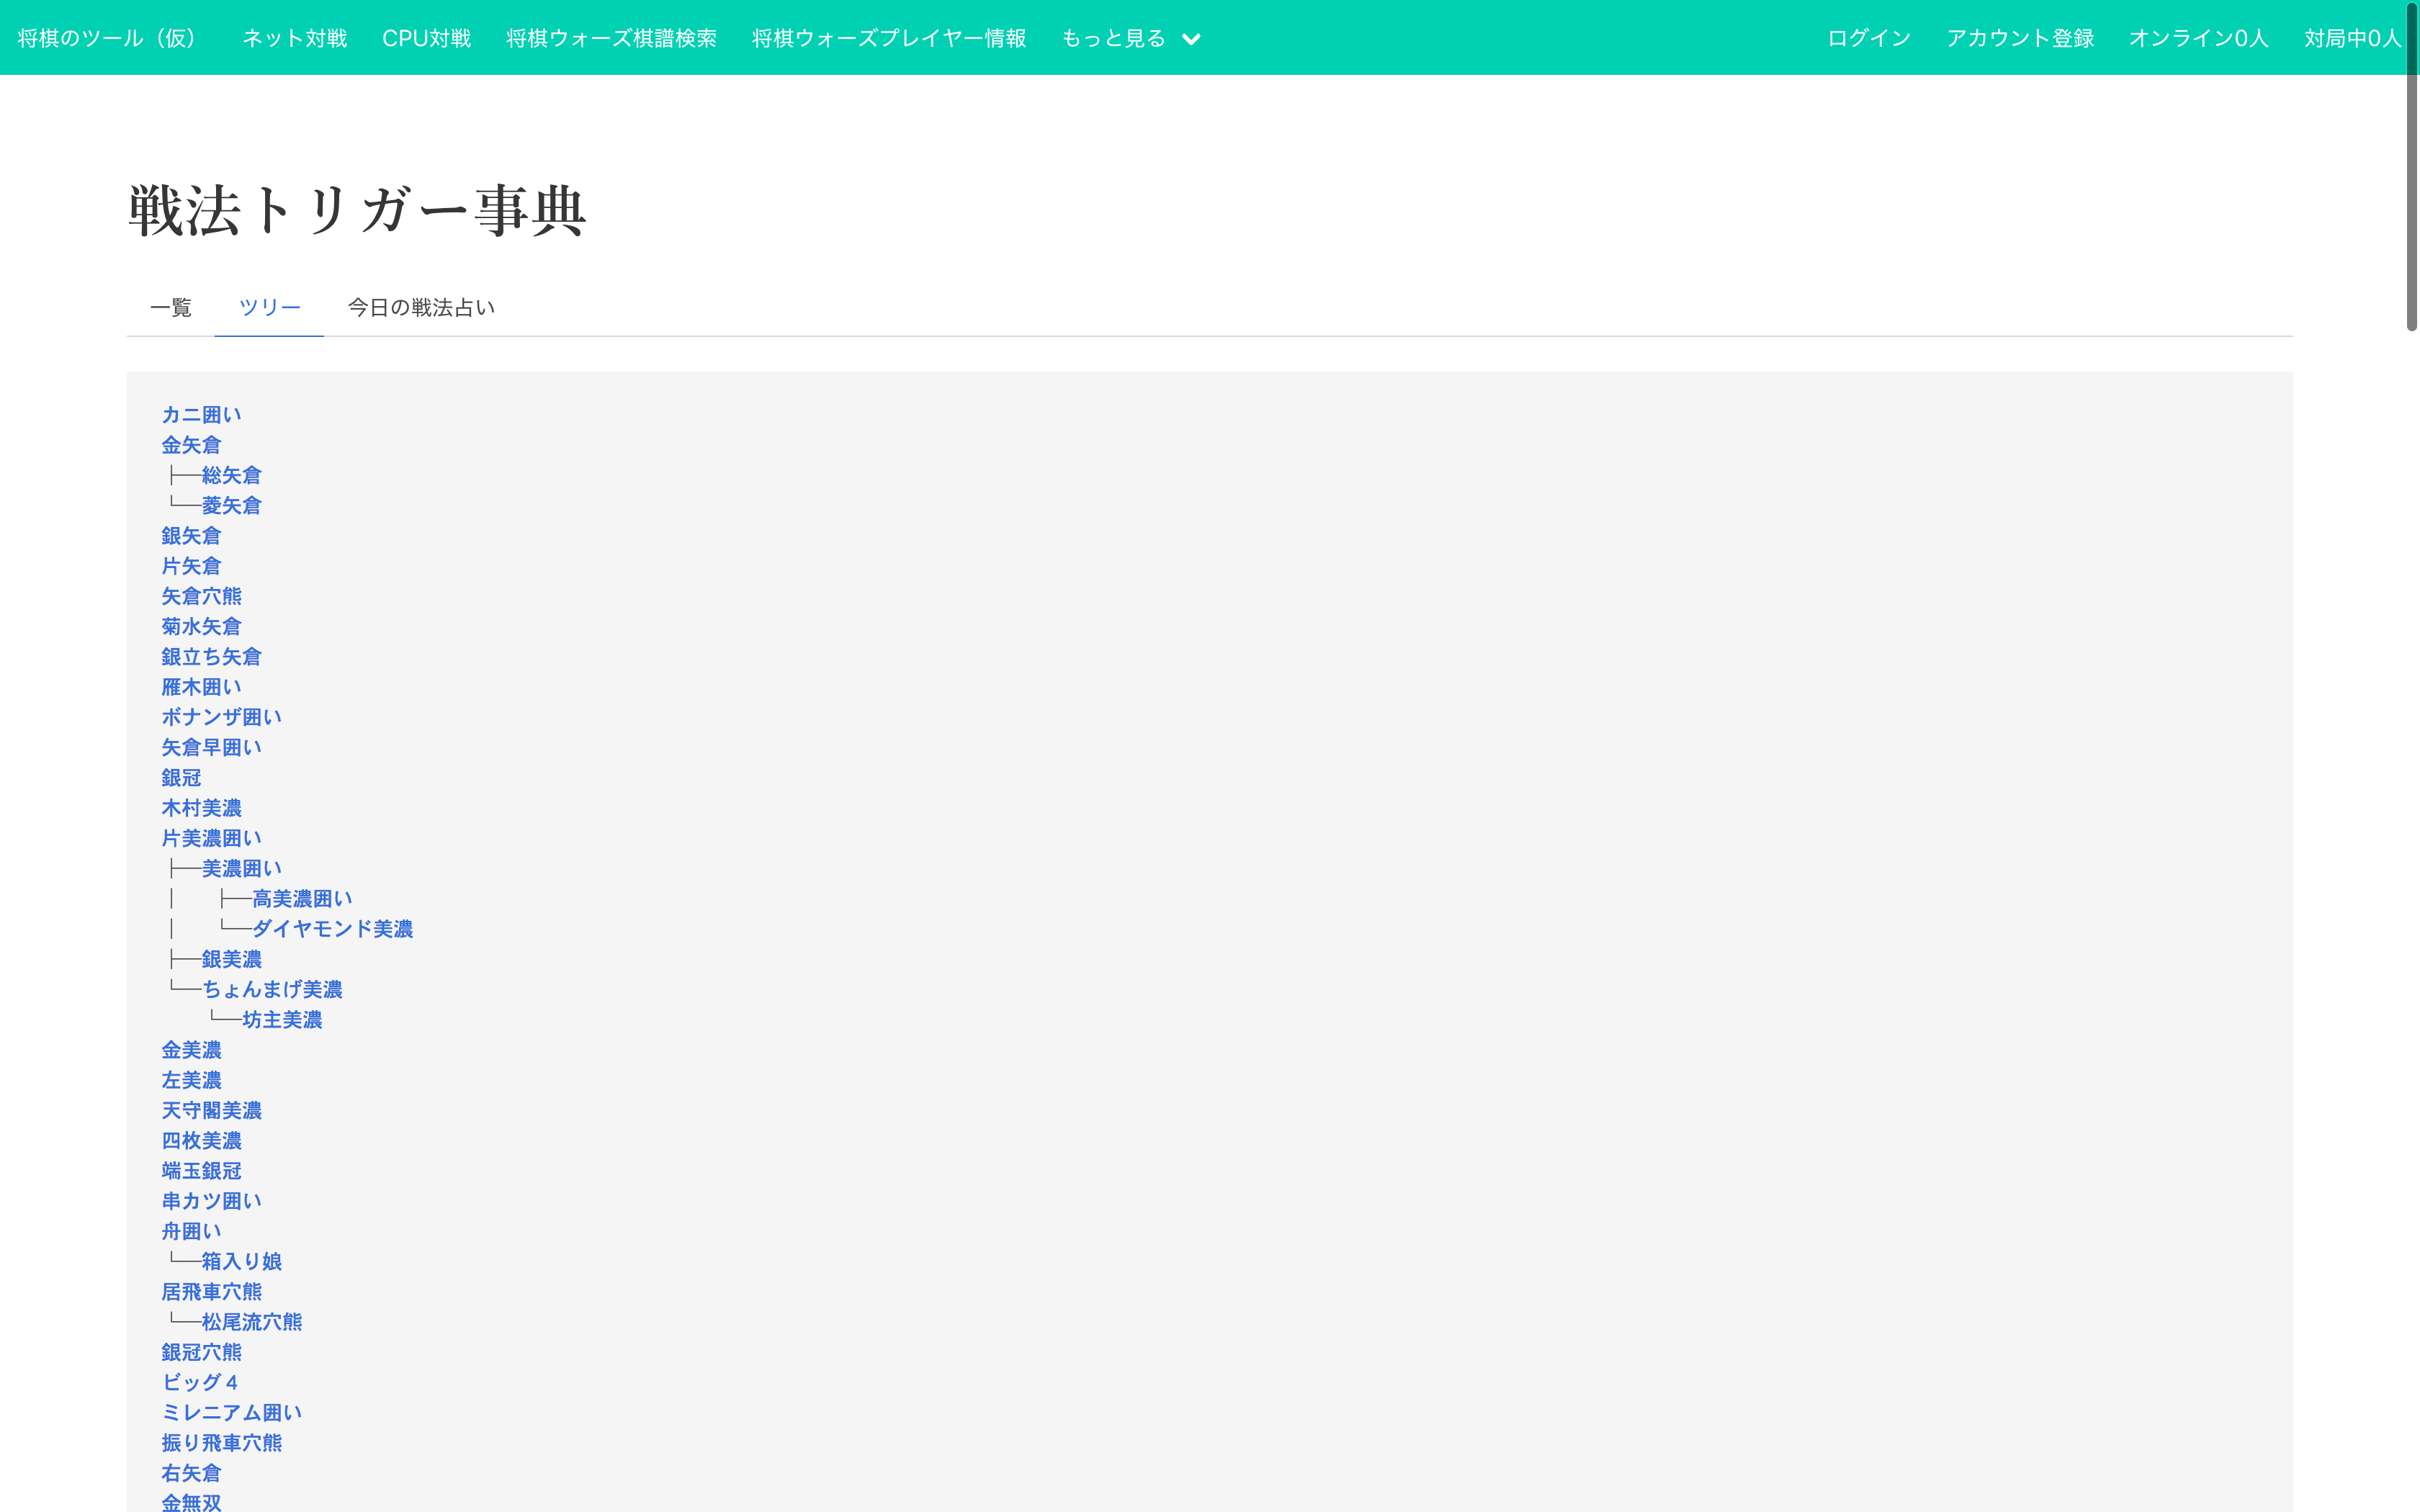 将棋のツール（仮） ネット対戦 CPU対戦 将棋ウォーズ棋譜検索 将棋ウォーズプレイヤー情報 もっと見る ログイン アカウント登録 オンライン0人 対局中0人
戦法トリガー事典
一覧 ツリー 今日の戦法占い
カニ囲い
金矢倉
├──総矢倉
└──菱矢倉
銀矢倉
片矢倉
矢倉穴熊
菊水矢倉
銀立ち矢倉
雁木囲い
ボナンザ囲い
矢倉早囲い
銀冠
木村美濃
片美濃囲い
├──美濃囲い
│   ├──高美濃囲い
│   └──ダイヤモンド美濃
├──銀美濃
└──ちょんまげ美濃
    └──坊主美濃
金美濃
左美濃
天守閣美濃
四枚美濃
端玉銀冠
串カツ囲い
舟囲い
└──箱入り娘
居飛車穴熊
└──松尾流穴熊
銀冠穴熊
ビッグ４
ミレニアム囲い
振り飛車穴熊
右矢倉
金無双